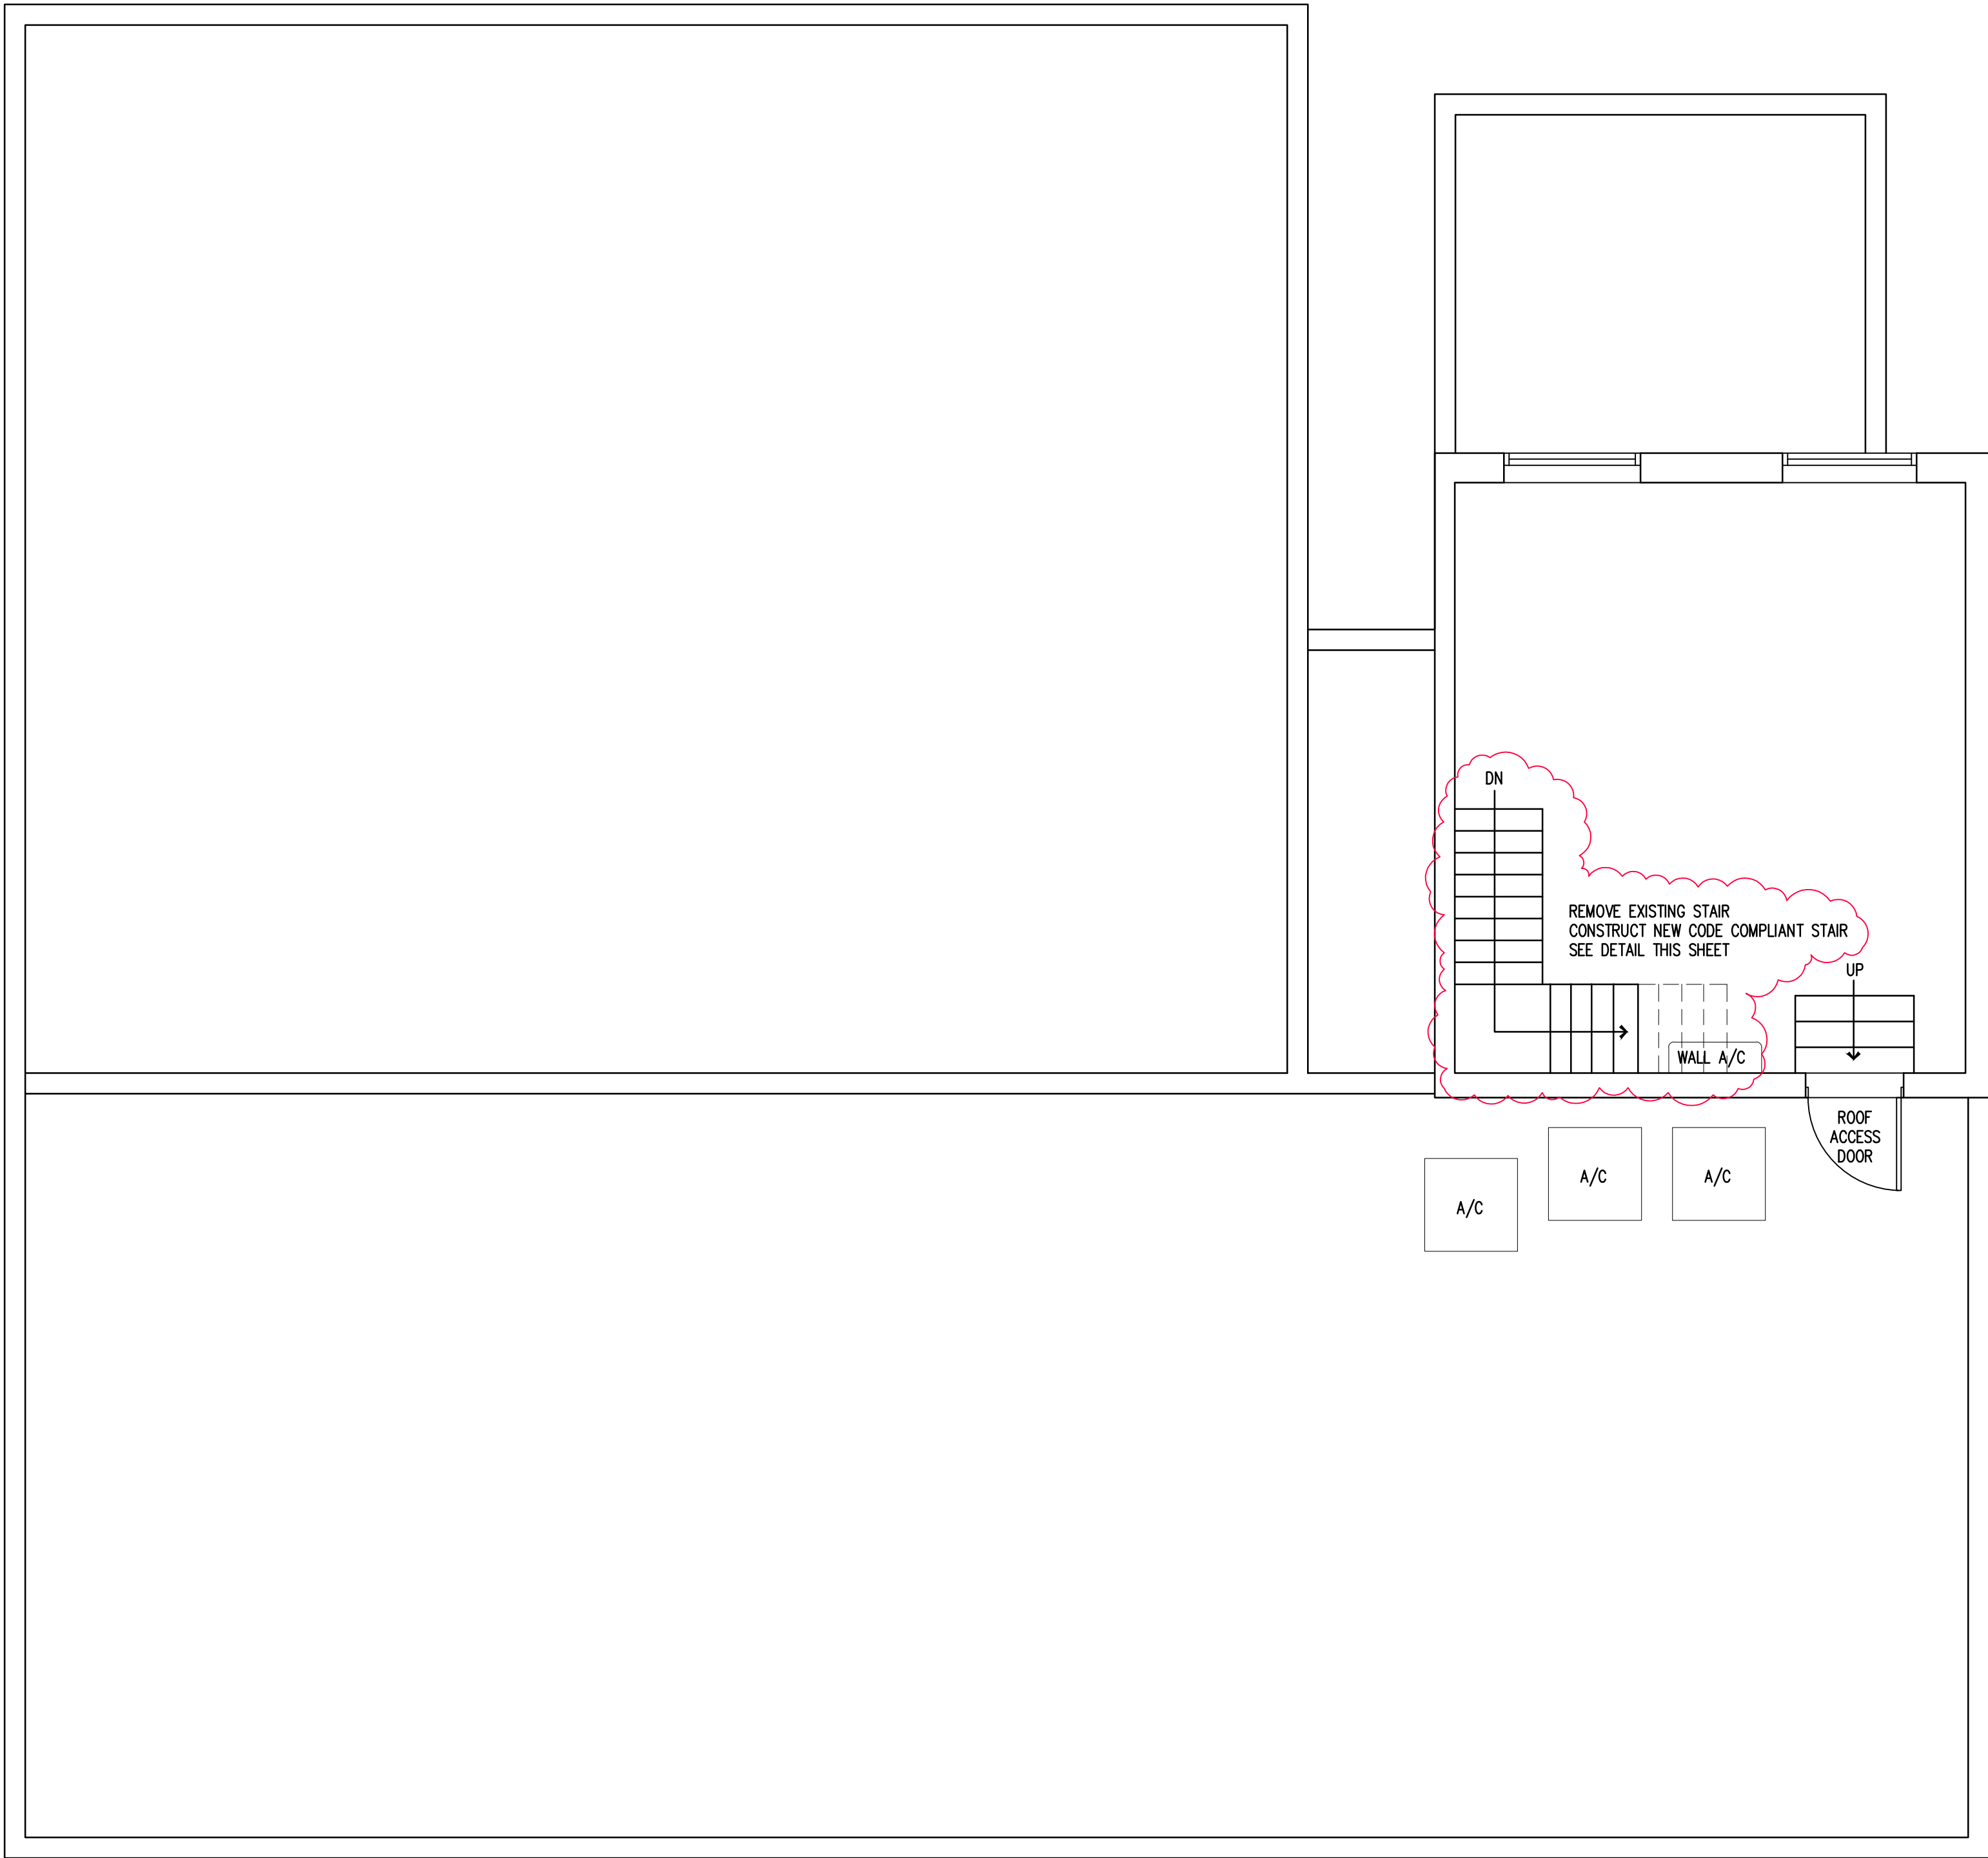 DN
REMOVE EXISTING STAIR
CONSTRUCT NEW CODE COMPLIANT STAIR
SEE DETAIL THIS SHEET
UP
WALL A/C
ROOF
ACCESS
DOOR
A/C
A/C
A/C